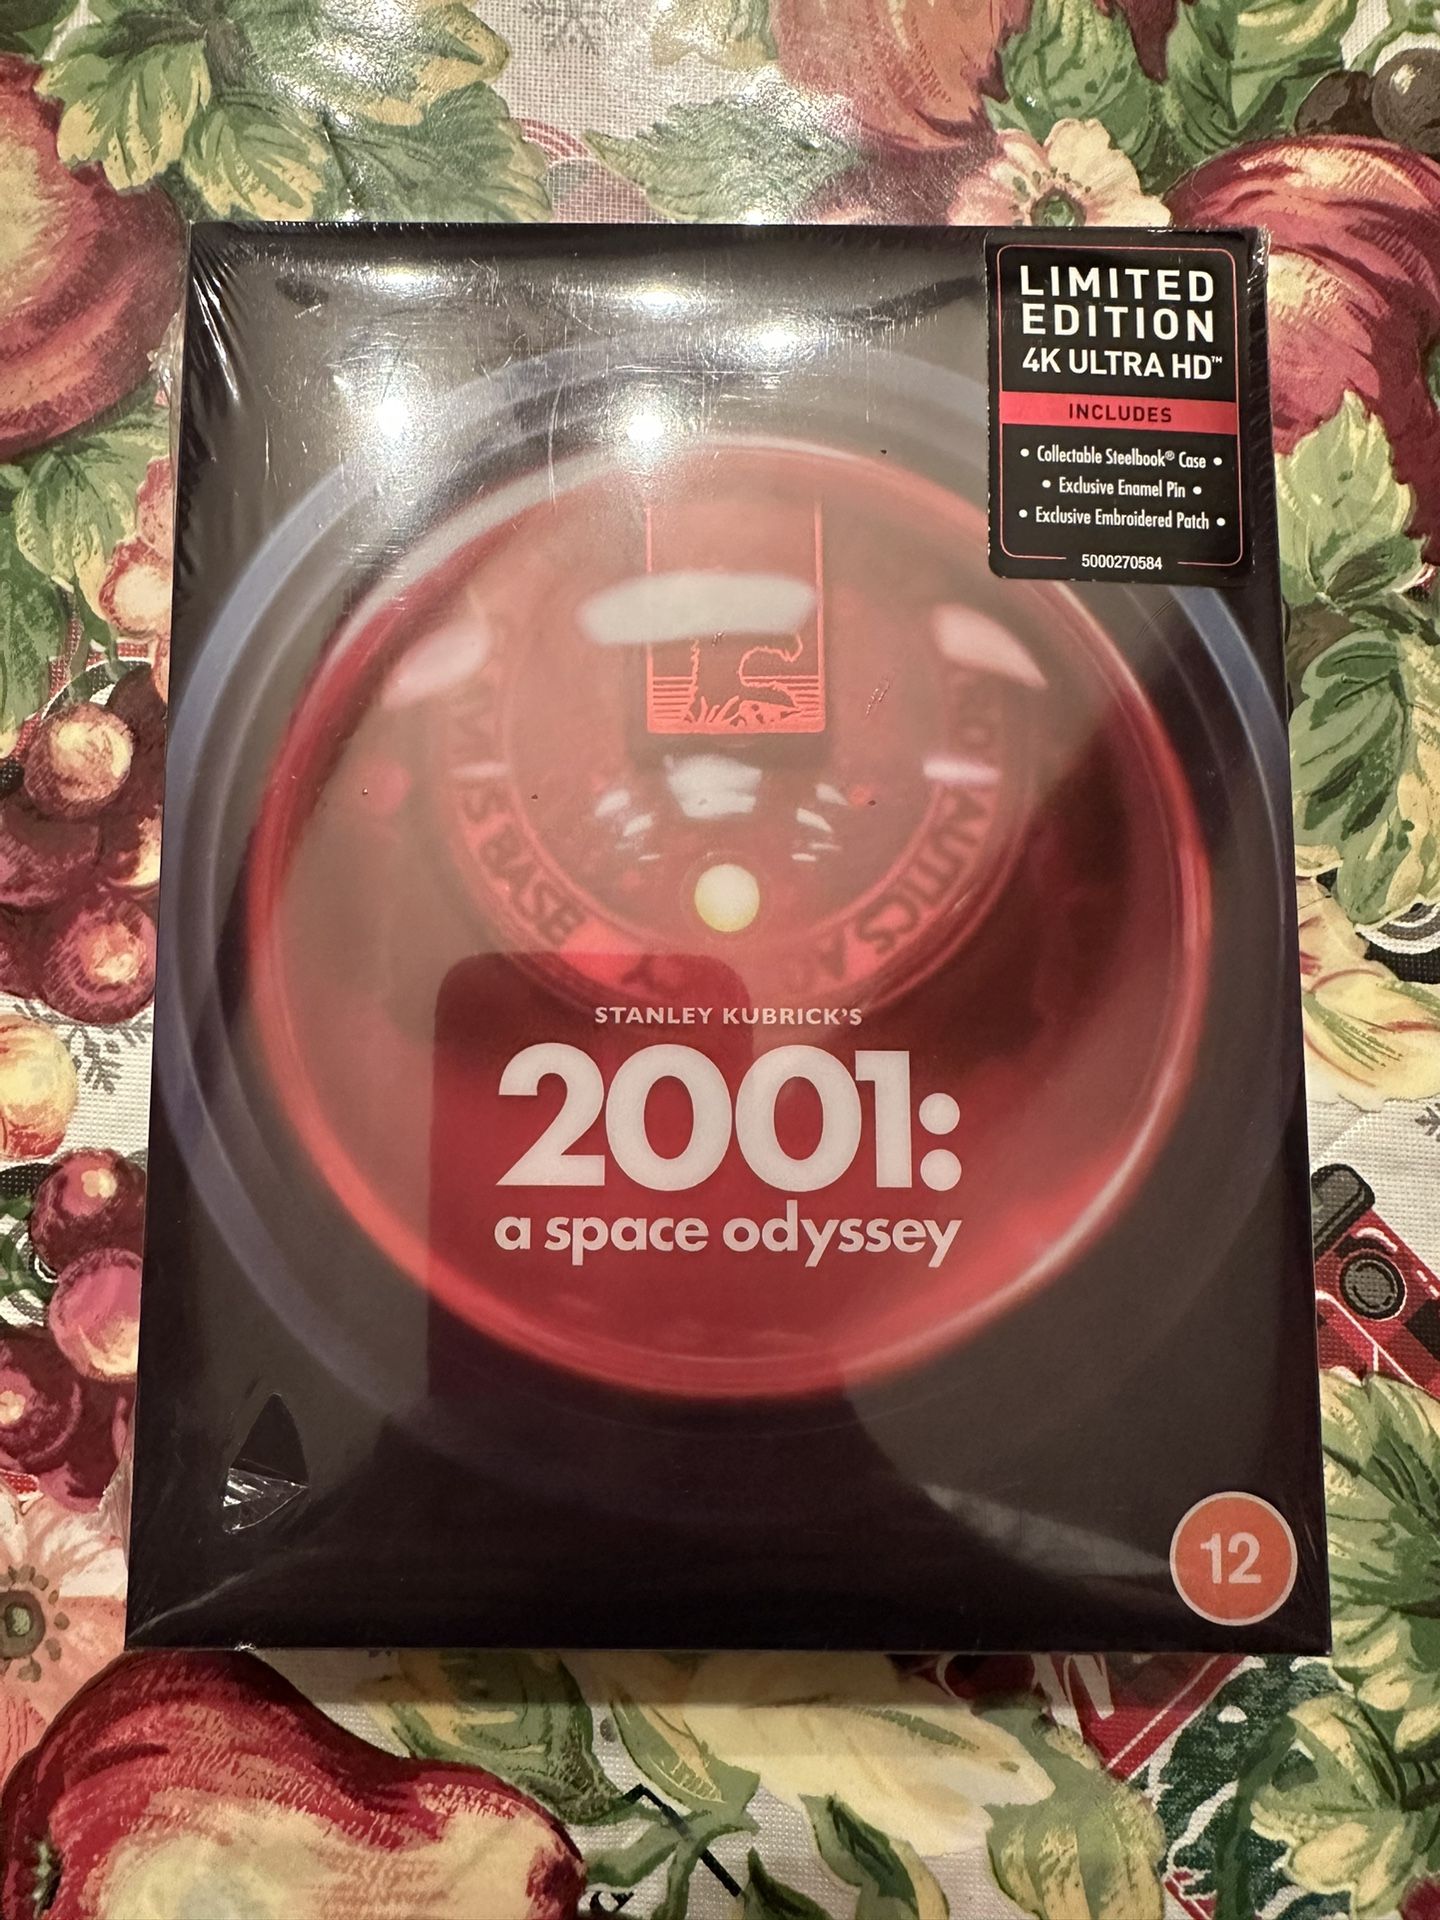 LIMITED
EDITION
4K ULTRA HD™
INCLUDES
• Collectable Steelbook® Case •
• Exclusive Enamel Pin •
• Exclusive Embroidered Patch •
5000270584
STANLEY KUBRICK'S
2001:
a space odyssey
12